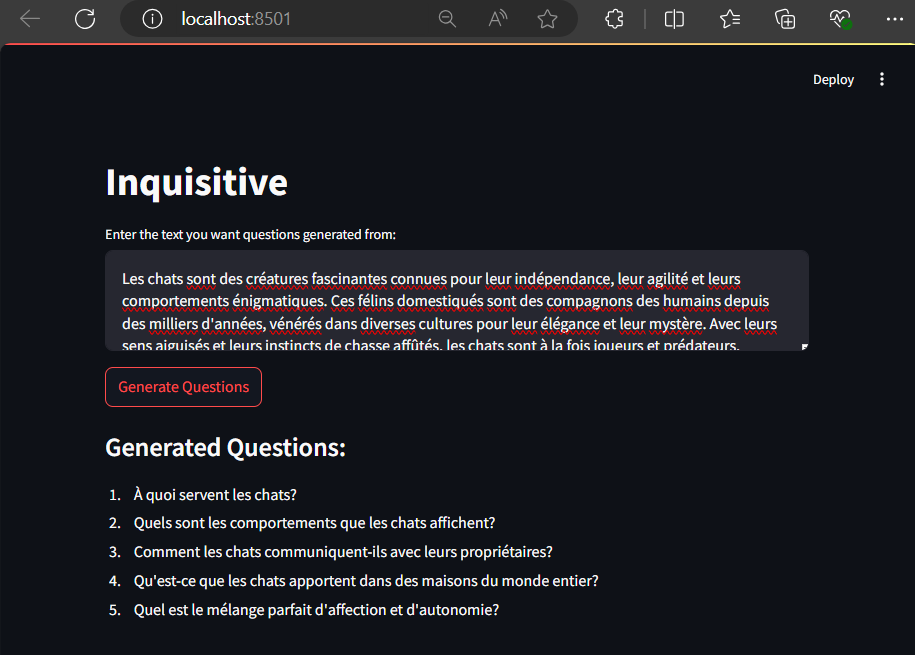 localhost:8501
Deploy
Inquisitive
Enter the text you want questions generated from:
Les chats sont des créatures fascinantes connues pour leur indépendance, leur agilité et leurs
comportements énigmatiques. Ces félins domestiqués sont des compagnons des humains depuis
des milliers d'années, vénérés dans diverses cultures pour leur élégance et leur mystère. Avec leurs
sens aiguisés et leurs instincts de chasse affûtés, les chats sont à la fois joueurs et prédateurs.
Generate Questions
Generated Questions:
1. À quoi servent les chats?
2. Quels sont les comportements que les chats affichent?
3. Comment les chats communiquent-ils avec leurs propriétaires?
4. Qu'est-ce que les chats apportent dans des maisons du monde entier?
5. Quel est le mélange parfait d'affection et d'autonomie?